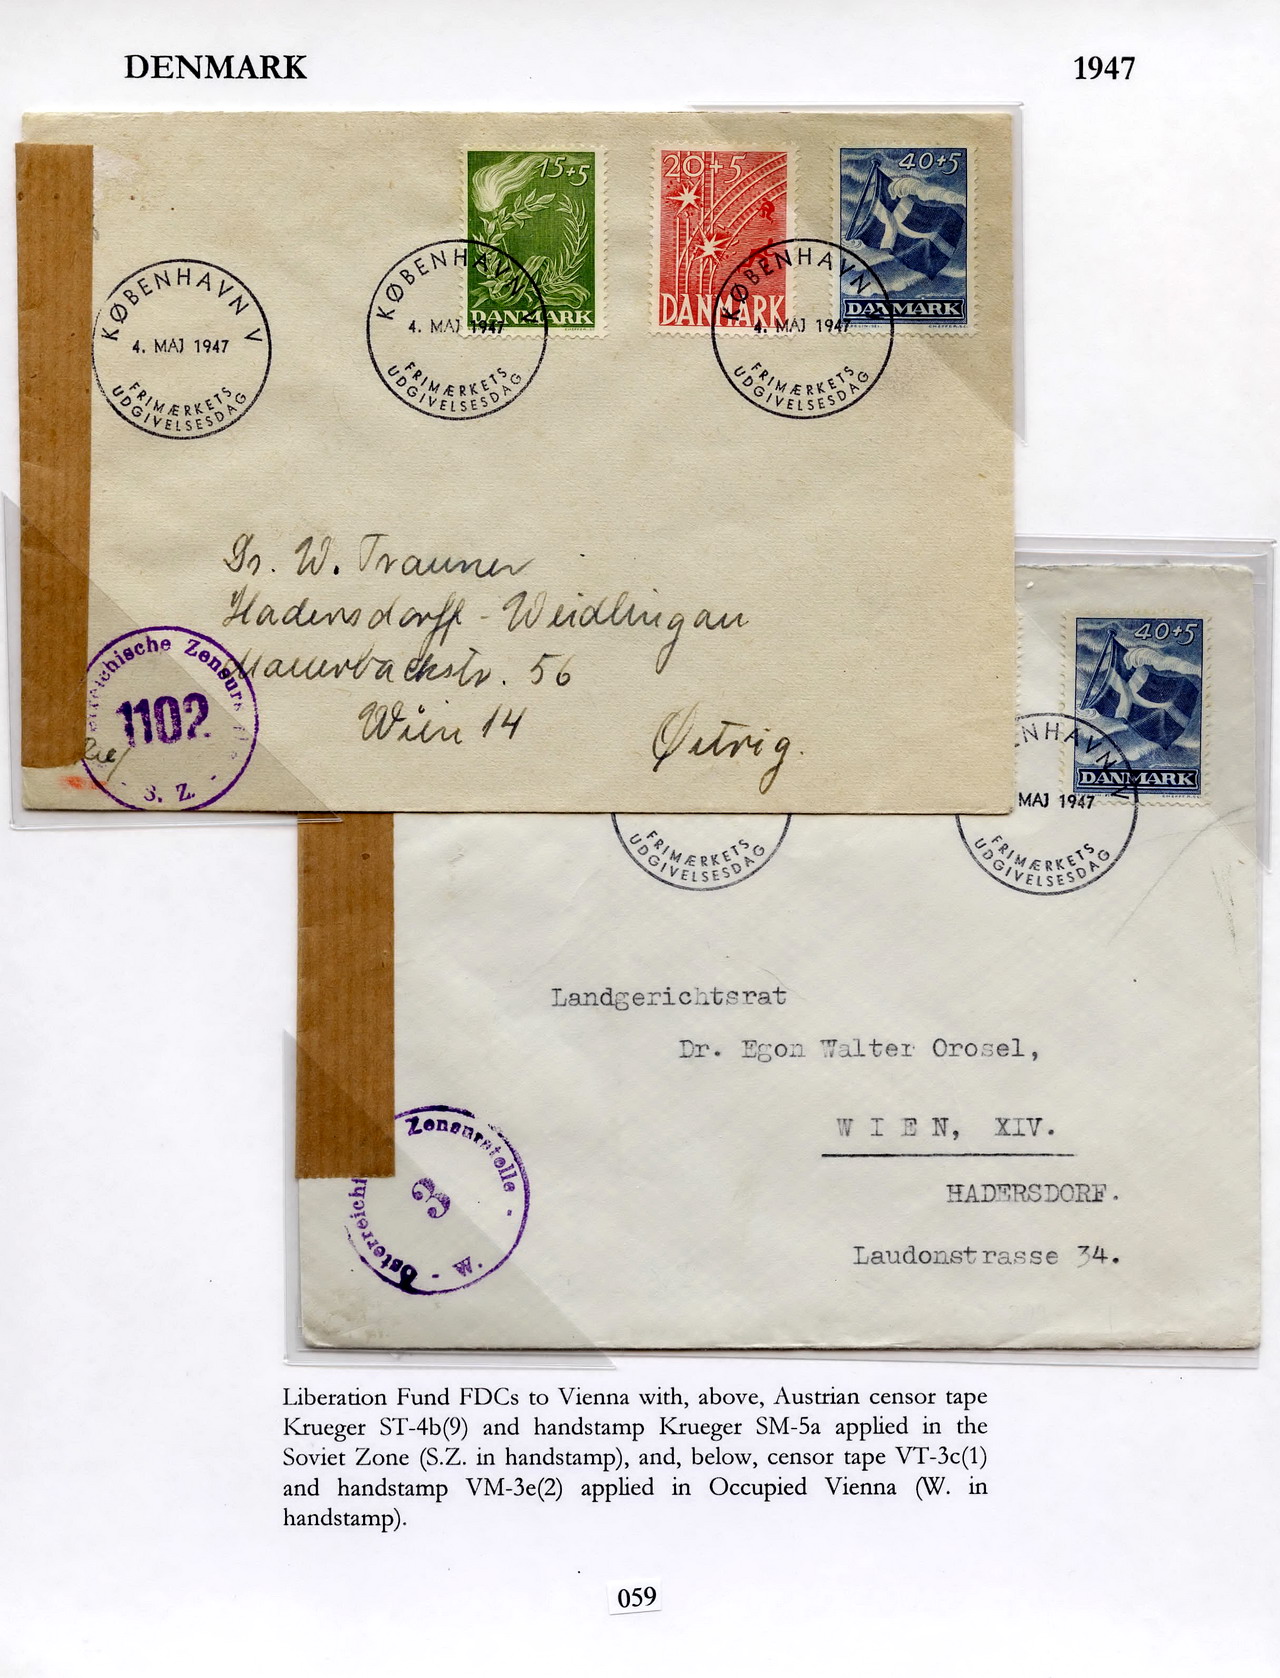 DENMARK 1947
15+5 20+5 40+5
DANMARK DANMARK DANMARK
KØBENHAVN V
4. MAJ 1947
FRIMÆRKETS
UDGIVELSESDAG
KØBENHAVN V
4. MAJ 1947
FRIMÆRKETS
UDGIVELSESDAG
KØBENHAVN V
4. MAJ 1947
FRIMÆRKETS
UDGIVELSESDAG
Dr. W. Trauner
Hadersdorff - Weidlingau
Mauerbachstr. 56
Wien 14 Østrig.
1102
S. Z.
40+5
DANMARK
MAJ 1947
FRIMÆRKETS
UDGIVELSESDAG
FRIMÆRKETS
UDGIVELSESDAG
Landgerichtsrat
Dr. Egon Walter Orosel,
WIEN, XIV.
HADERSDORF.
Laudonstrasse 34.
Zensurstelle
3
W.
Liberation Fund FDCs to Vienna with, above, Austrian censor tape
Krueger ST-4b(9) and handstamp Krueger SM-5a applied in the
Soviet Zone (S.Z. in handstamp), and, below, censor tape VT-3c(1)
and handstamp VM-3e(2) applied in Occupied Vienna (W. in
handstamp).
059